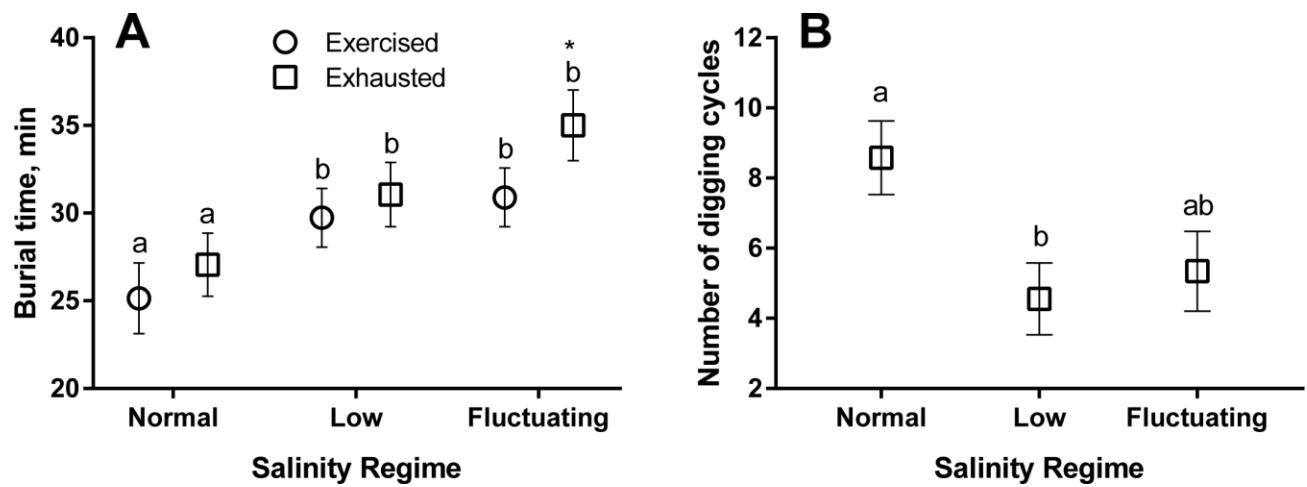 A
Burial time, min
40
35
30
25
20
Exercised
Exhausted
a
a
b
b
b
*
b
Normal
Low
Fluctuating
Salinity Regime
B
Number of digging cycles
12
10
8
6
4
2
a
b
ab
Normal
Low
Fluctuating
Salinity Regime